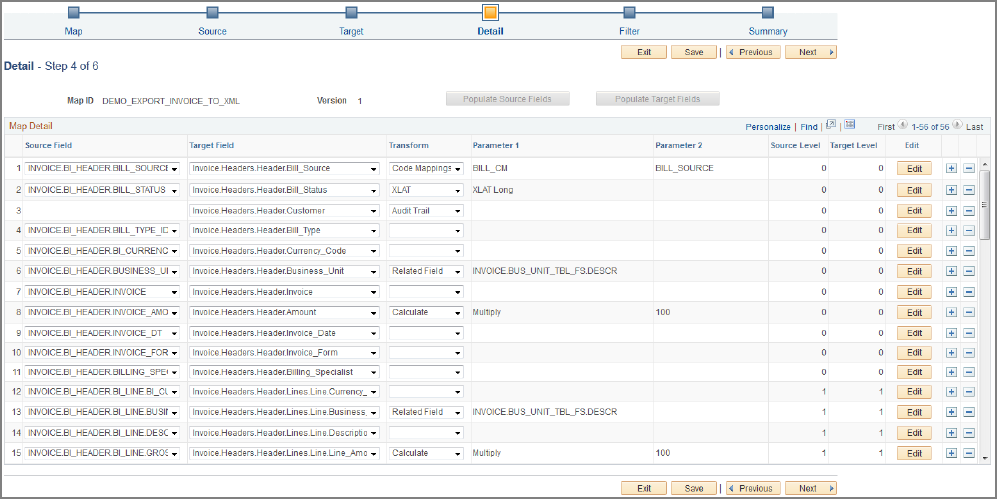 Map Source Target Detail Filter Summary
Exit Save | Previous Next
Detail - Step 4 of 6
Map ID DEMO_EXPORT_INVOICE_TO_XML Version 1 Populate Source Fields Populate Target Fields
Map Detail Personalize | Find | | First 1-56 of 56 Last
Source Field Target Field Transform Parameter 1 Parameter 2 Source Level Target Level Edit
1 INVOICE.BI_HEADER.BILL_SOURCE Invoice.Headers.Header.Bill_Source Code Mappings BILL_CM BILL_SOURCE 0 0 Edit
2 INVOICE.BI_HEADER.BILL_STATUS Invoice.Headers.Header.Bill_Status XLAT XLAT Long 0 0 Edit
3 Invoice.Headers.Header.Customer Audit Trail 0 0 Edit
4 INVOICE.BI_HEADER.BILL_TYPE_ID Invoice.Headers.Header.Bill_Type 0 0 Edit
5 INVOICE.BI_HEADER.BI_CURRENC Invoice.Headers.Header.Currency_Code 0 0 Edit
6 INVOICE.BI_HEADER.BUSINESS_UI Invoice.Headers.Header.Business_Unit Related Field INVOICE.BUS_UNIT_TBL_FS.DESCR 0 0 Edit
7 INVOICE.BI_HEADER.INVOICE Invoice.Headers.Header.Invoice 0 0 Edit
8 INVOICE.BI_HEADER.INVOICE_AMO Invoice.Headers.Header.Amount Calculate Multiply 100 0 0 Edit
9 INVOICE.BI_HEADER.INVOICE_DT Invoice.Headers.Header.Invoice_Date 0 0 Edit
10 INVOICE.BI_HEADER.INVOICE_FOR Invoice.Headers.Header.Invoice_Form 0 0 Edit
11 INVOICE.BI_HEADER.BILLING_SPE Invoice.Headers.Header.Billing_Specialist 0 0 Edit
12 INVOICE.BI_HEADER.BI_LINE.BI_CU Invoice.Headers.Header.Lines.Line.Currency_ 1 1 Edit
13 INVOICE.BI_HEADER.BI_LINE.BUSIN Invoice.Headers.Header.Lines.Line.Business_ Related Field INVOICE.BUS_UNIT_TBL_FS.DESCR 1 1 Edit
14 INVOICE.BI_HEADER.BI_LINE.DESC Invoice.Headers.Header.Lines.Line.Descriptio 1 1 Edit
15 INVOICE.BI_HEADER.BI_LINE.GROS Invoice.Headers.Header.Lines.Line.Line_Amo Calculate Multiply 100 1 1 Edit
Exit Save | Previous Next